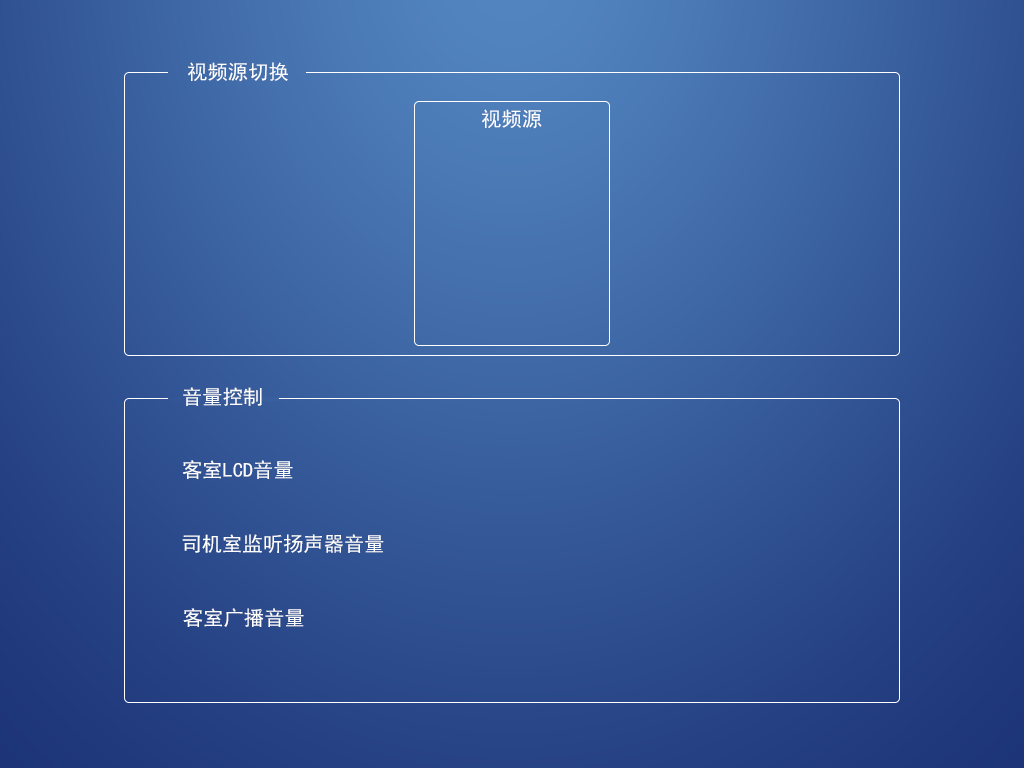 视频源切换
视频源
音量控制
客室LCD音量
司机室监听扬声器音量
客室广播音量